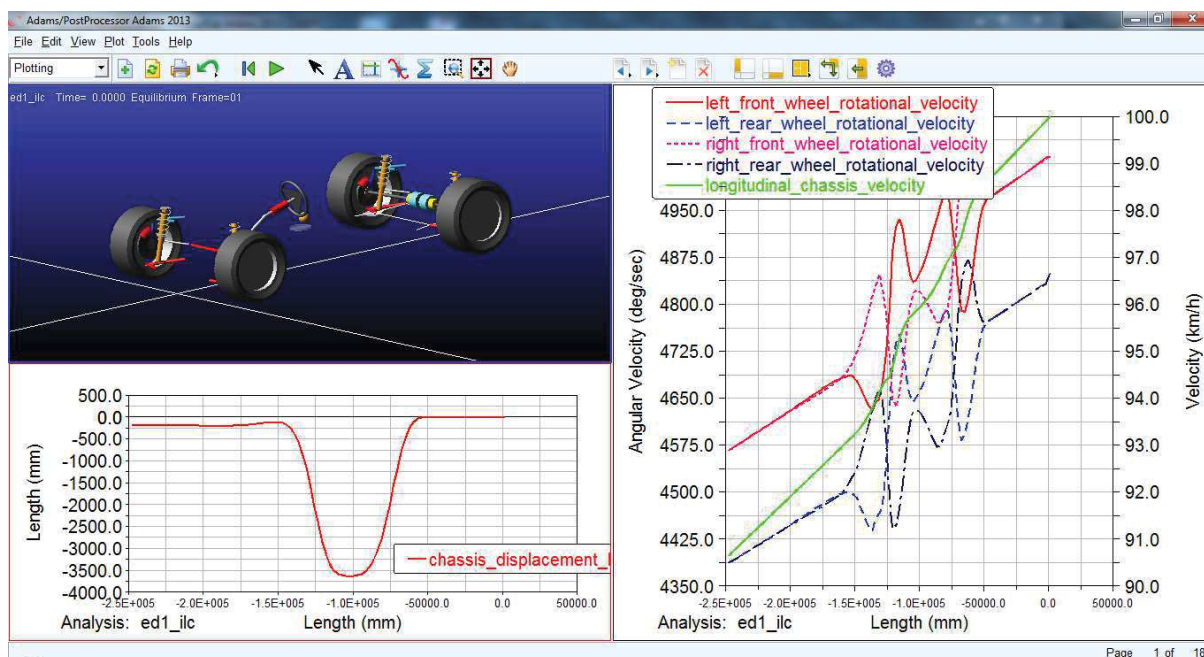 Adams/PostProcessor Adams 2013
File Edit View Plot Tools Help
Plotting
ed1_ilc Time= 0.0000 Equilibrium Frame=01
500.0
0.0
-500.0
-1000.0
-1500.0
-2000.0
-2500.0
-3000.0
-3500.0
-4000.0
Length (mm)
chassis_displacement_
-2.5E+005 -2.0E+005 -1.5E+005 -1.0E+005 -50000.0 0.0 50000.0
Analysis: ed1_ilc Length (mm)
left_front_wheel_rotational_velocity
left_rear_wheel_rotational_velocity
right_front_wheel_rotational_velocity
right_rear_wheel_rotational_velocity
longitudinal_chassis_velocity
4950.0
4875.0
4800.0
4725.0
4650.0
4575.0
4500.0
4425.0
4350.0
Angular Velocity (deg/sec)
100.0
99.0
98.0
97.0
96.0
95.0
94.0
93.0
92.0
91.0
90.0
Velocity (km/h)
-2.5E+005 -2.0E+005 -1.5E+005 -1.0E+005 -50000.0 0.0 50000.0
Analysis: ed1_ilc Length (mm)
Page 1 of 18